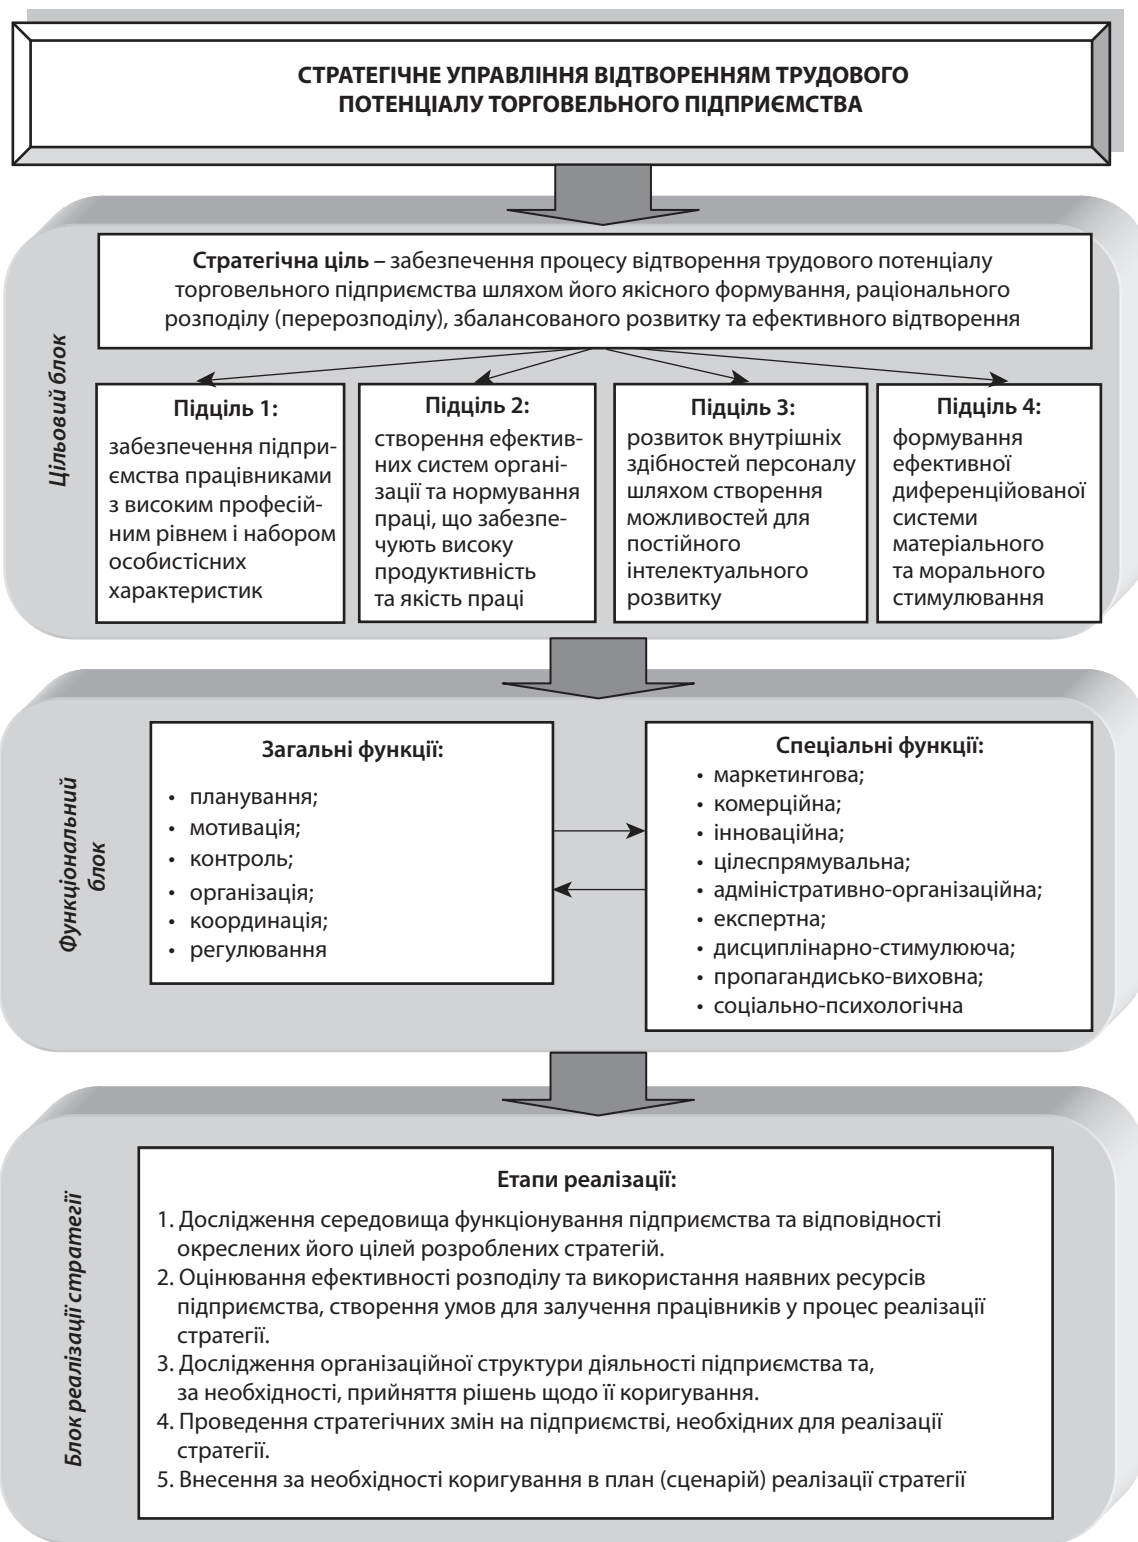 СТРАТЕГІЧНЕ УПРАВЛІННЯ ВІДТВОРЕННЯМ ТРУДОВОГО
ПОТЕНЦІАЛУ ТОРГОВЕЛЬНОГО ПІДПРИЄМСТВА
Цільовий блок
Стратегічна ціль – забезпечення процесу відтворення трудового потенціалу
торговельного підприємства шляхом його якісного формування, раціонального
розподілу (перерозподілу), збалансованого розвитку та ефективного відтворення
Підціль 1:
забезпечення підпри-
ємства працівниками
з високим професій-
ним рівнем і набором
особистісних
характеристик
Підціль 2:
створення ефектив-
них систем органі-
зації та нормування
праці, що забезпе-
чують високу
продуктивність
та якість праці
Підціль 3:
розвиток внутрішніх
здібностей персоналу
шляхом створення
можливостей для
постійного
інтелектуального
розвитку
Підціль 4:
формування
ефективної
диференційованої
системи
матеріального
та морального
стимулювання
Функціональний
блок
Загальні функції:
• планування;
• мотивація;
• контроль;
• організація;
• координація;
• регулювання
Спеціальні функції:
• маркетингова;
• комерційна;
• інноваційна;
• цілеспрямувальна;
• адміністративно-організаційна;
• експертна;
• дисциплінарно-стимулююча;
• пропагандисько-виховна;
• соціально-психологічна
Блок реалізації стратегії
Етапи реалізації:
1. Дослідження середовища функціонування підприємства та відповідності
окреслених його цілей розроблених стратегій.
2. Оцінювання ефективності розподілу та використання наявних ресурсів
підприємства, створення умов для залучення працівників у процес реалізації
стратегії.
3. Дослідження організаційної структури діяльності підприємства та,
за необхідності, прийняття рішень щодо її коригування.
4. Проведення стратегічних змін на підприємстві, необхідних для реалізації
стратегії.
5. Внесення за необхідності коригування в план (сценарій) реалізації стратегії